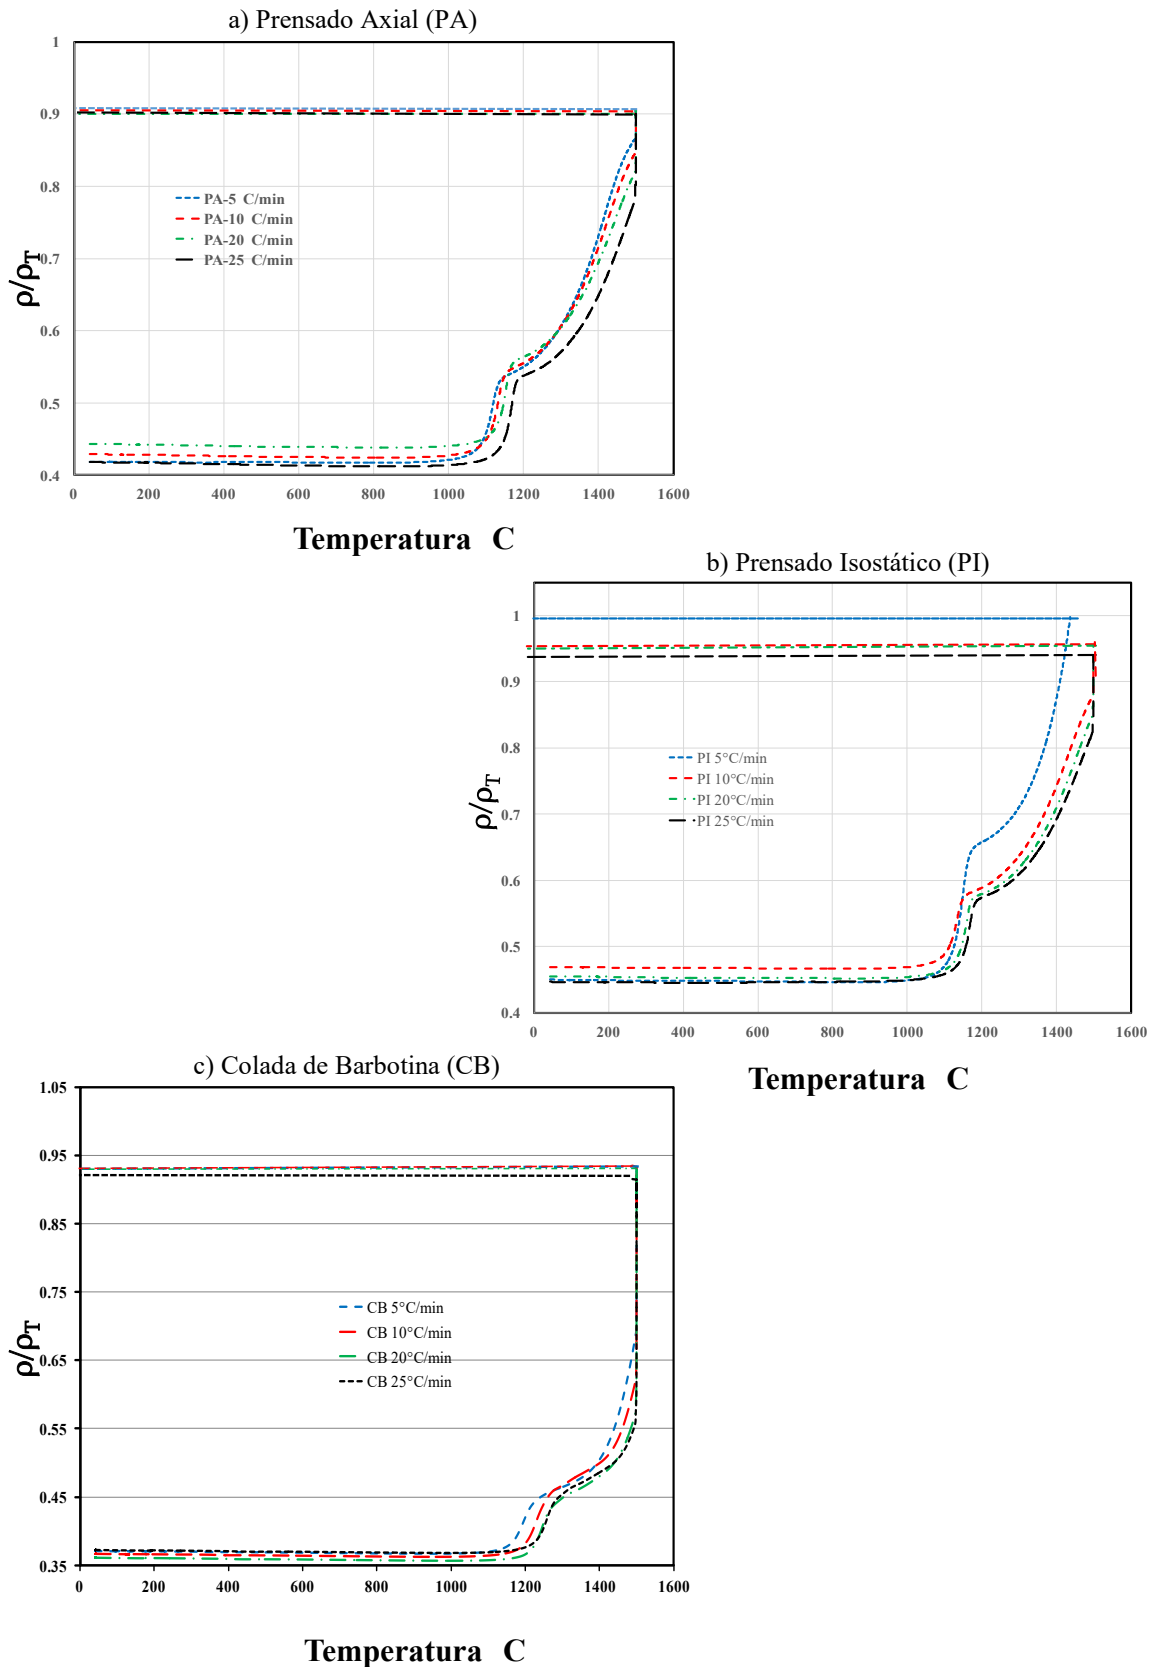 a) Prensado Axial (PA)
1
0.9
0.8
0.7
0.6
0.5
0.4
ρ/ρT
PA-5 C/min
PA-10 C/min
PA-20 C/min
PA-25 C/min
0 200 400 600 800 1000 1200 1400 1600
Temperatura C
b) Prensado Isostático (PI)
1
0.9
0.8
0.7
0.6
0.5
0.4
ρ/ρT
PI 5°C/min
PI 10°C/min
PI 20°C/min
PI 25°C/min
0 200 400 600 800 1000 1200 1400 1600
Temperatura C
c) Colada de Barbotina (CB)
1.05
0.95
0.85
0.75
0.65
0.55
0.45
0.35
ρ/ρT
CB 5°C/min
CB 10°C/min
CB 20°C/min
CB 25°C/min
0 200 400 600 800 1000 1200 1400 1600
Temperatura C